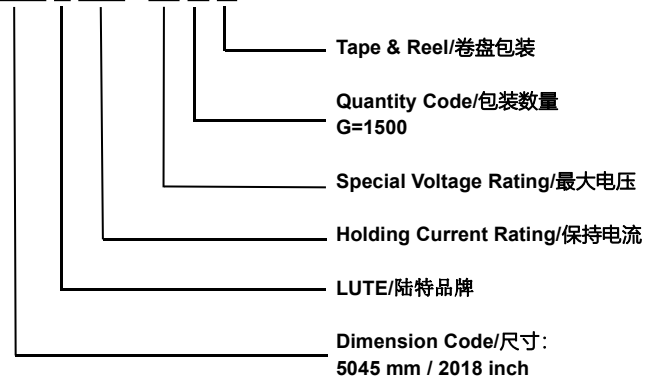 Tape & Reel/卷盘包装
Quantity Code/包装数量
G=1500
Special Voltage Rating/最大电压
Holding Current Rating/保持电流
LUTE/陆特品牌
Dimension Code/尺寸：
5045 mm / 2018 inch